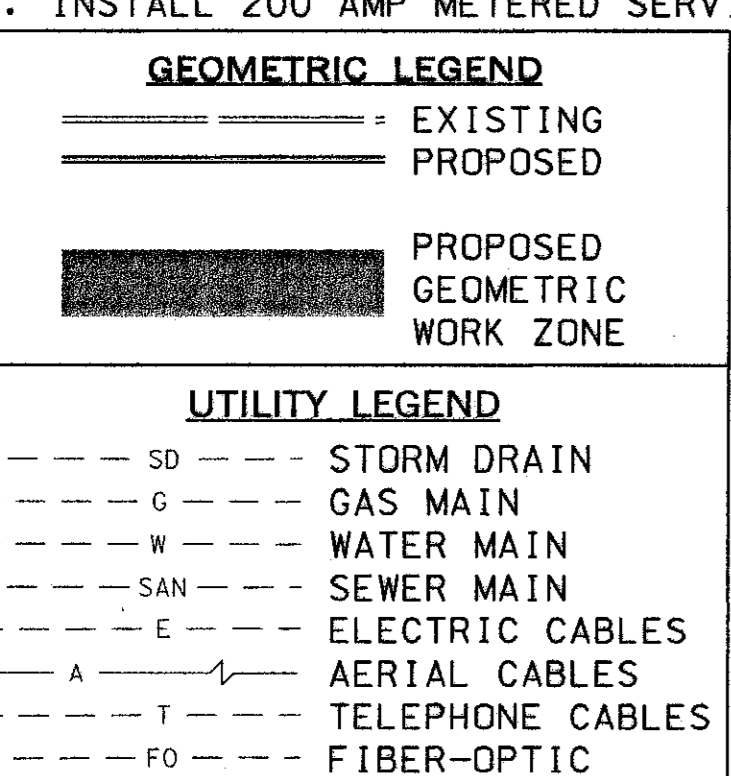 . INSTALL 200 AMP METERED SERV
GEOMETRIC LEGEND
EXISTING
PROPOSED
PROPOSED
GEOMETRIC
WORK ZONE
UTILITY LEGEND
SD STORM DRAIN
G GAS MAIN
W WATER MAIN
SAN SEWER MAIN
E ELECTRIC CABLES
A AERIAL CABLES
T TELEPHONE CABLES
FO FIBER-OPTIC